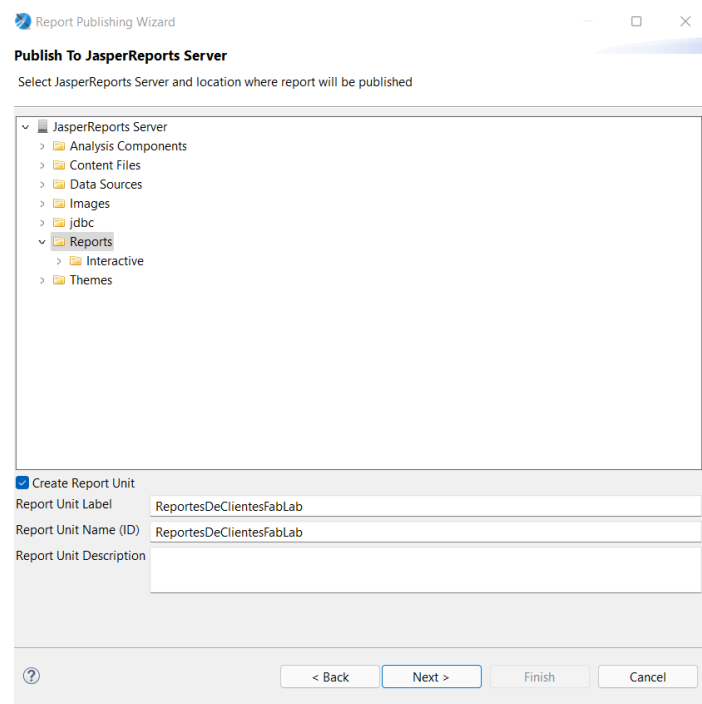 Report Publishing Wizard
Publish To JasperReports Server
Select JasperReports Server and location where report will be published
JasperReports Server
Analysis Components
Content Files
Data Sources
Images
jdbc
Reports
Interactive
Themes
Create Report Unit
Report Unit Label ReportesDeClientesFabLab
Report Unit Name (ID) ReportesDeClientesFabLab
Report Unit Description
? < Back Next > Finish Cancel